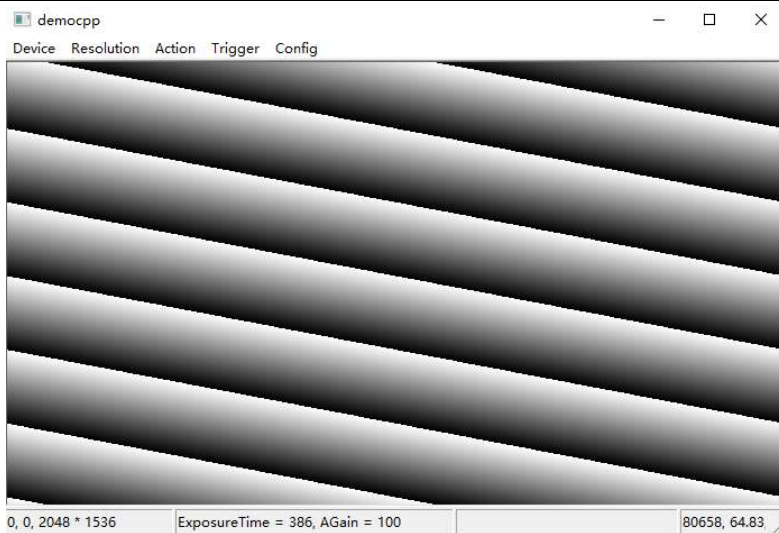 democpp
Device Resolution Action Trigger Config
0, 0, 2048 * 1536 ExposureTime = 386, AGain = 100 80658, 64.83